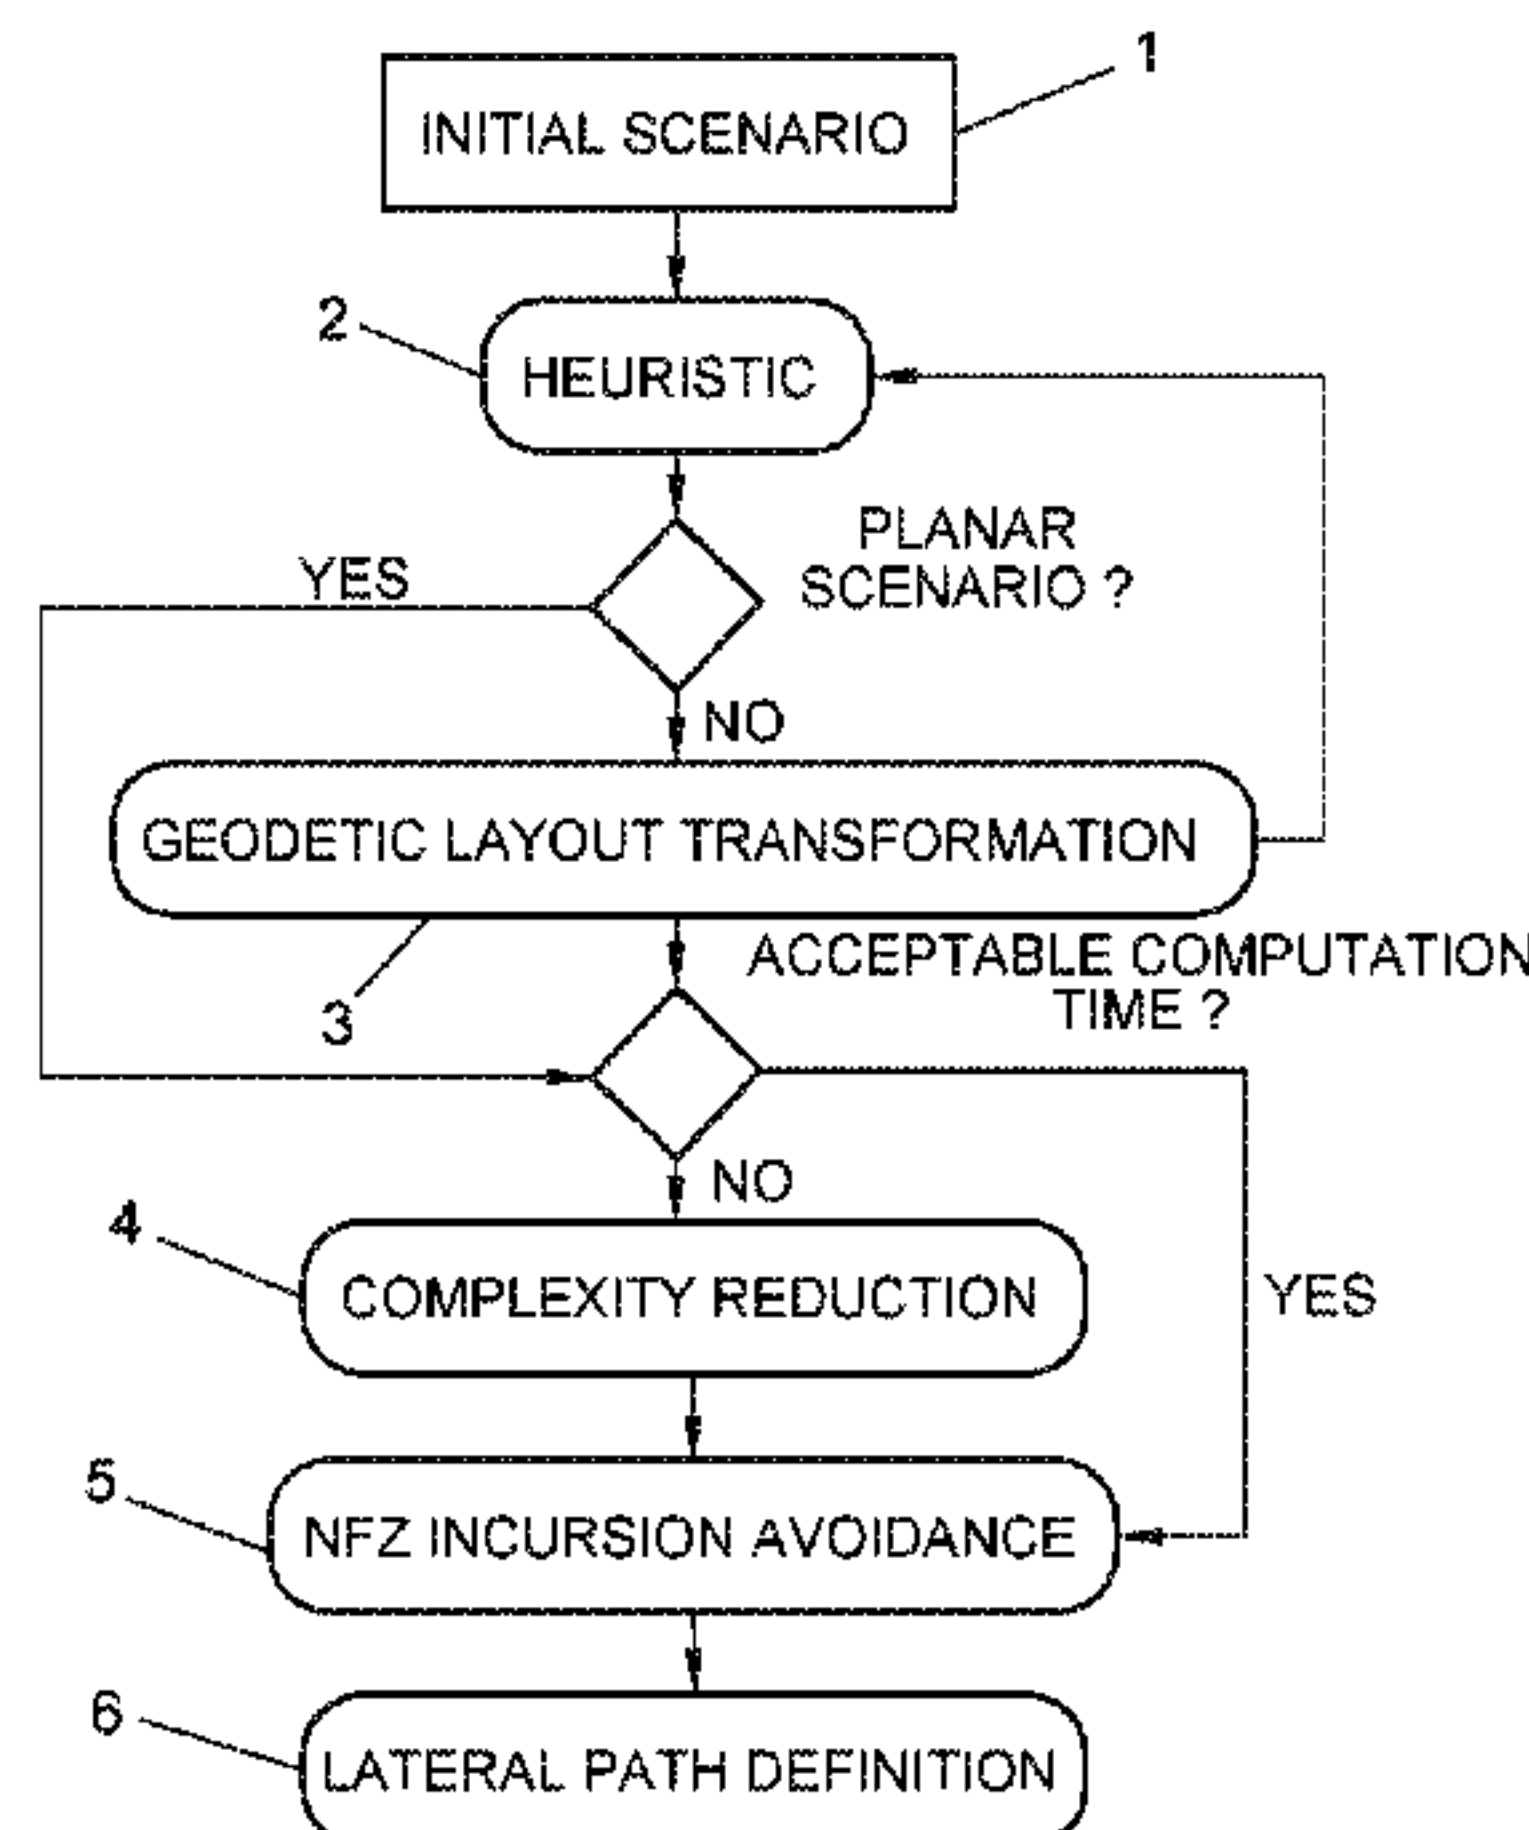 1
INITIAL SCENARIO
2
HEURISTIC
PLANAR
SCENARIO ?
YES
NO
GEODETIC LAYOUT TRANSFORMATION
3
ACCEPTABLE COMPUTATION
TIME ?
NO
4
COMPLEXITY REDUCTION
YES
5
NFZ INCURSION AVOIDANCE
6
LATERAL PATH DEFINITION